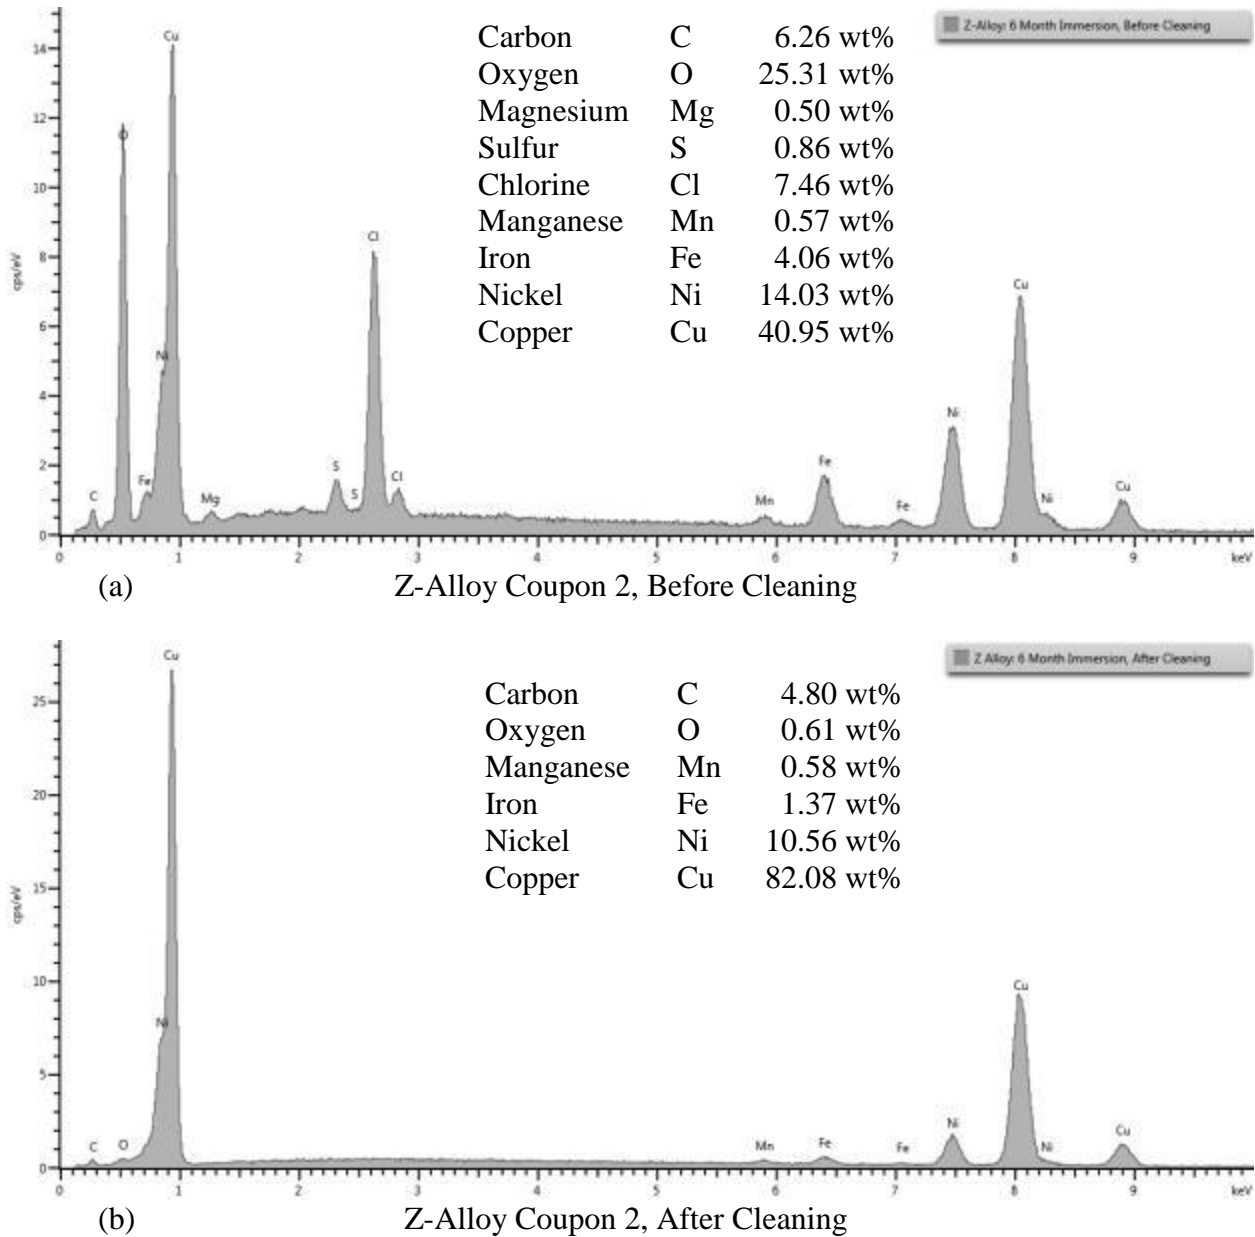 Z-Alloy: 6 Month Immersion, Before Cleaning
Carbon C 6.26 wt%
Oxygen O 25.31 wt%
Magnesium Mg 0.50 wt%
Sulfur S 0.86 wt%
Chlorine Cl 7.46 wt%
Manganese Mn 0.57 wt%
Iron Fe 4.06 wt%
Nickel Ni 14.03 wt%
Copper Cu 40.95 wt%
cps/eV
14
12
10
8
6
4
2
0
C O Fe Ni Cu Mg S S Cl Cl Mn Fe Fe Ni Cu Ni Cu
0 1 2 3 4 5 6 7 8 9 keV
(a) Z-Alloy Coupon 2, Before Cleaning
Z Alloy: 6 Month Immersion, After Cleaning
Carbon C 4.80 wt%
Oxygen O 0.61 wt%
Manganese Mn 0.58 wt%
Iron Fe 1.37 wt%
Nickel Ni 10.56 wt%
Copper Cu 82.08 wt%
cps/eV
25
20
15
10
5
0
C O Ni Cu Mn Fe Fe Ni Cu Ni Cu
0 1 2 3 4 5 6 7 8 9 keV
(b) Z-Alloy Coupon 2, After Cleaning